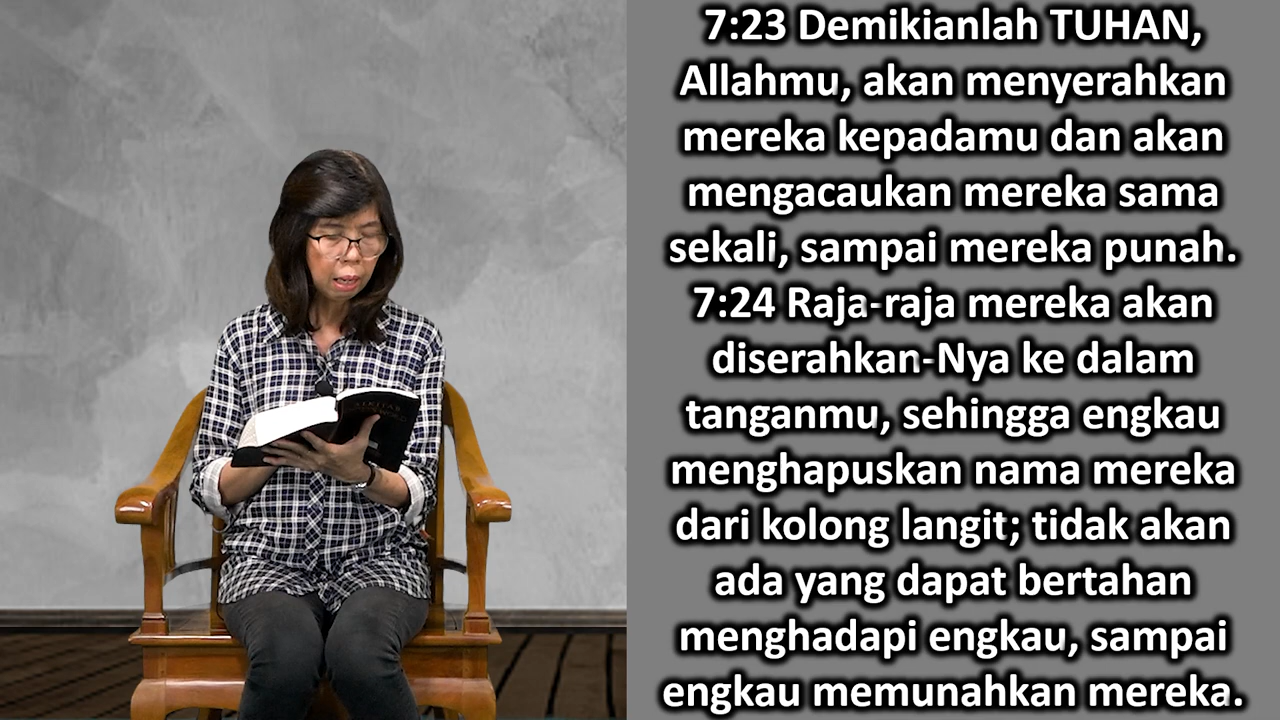 7:23 Demikianlah TUHAN,
Allahmu, akan menyerahkan
mereka kepadamu dan akan
mengacaukan mereka sama
sekali, sampai mereka punah.
7:24 Raja-raja mereka akan
diserahkan-Nya ke dalam
tanganmu, sehingga engkau
menghapuskan nama mereka
dari kolong langit; tidak akan
ada yang dapat bertahan
menghadapi engkau, sampai
engkau memunahkan mereka.